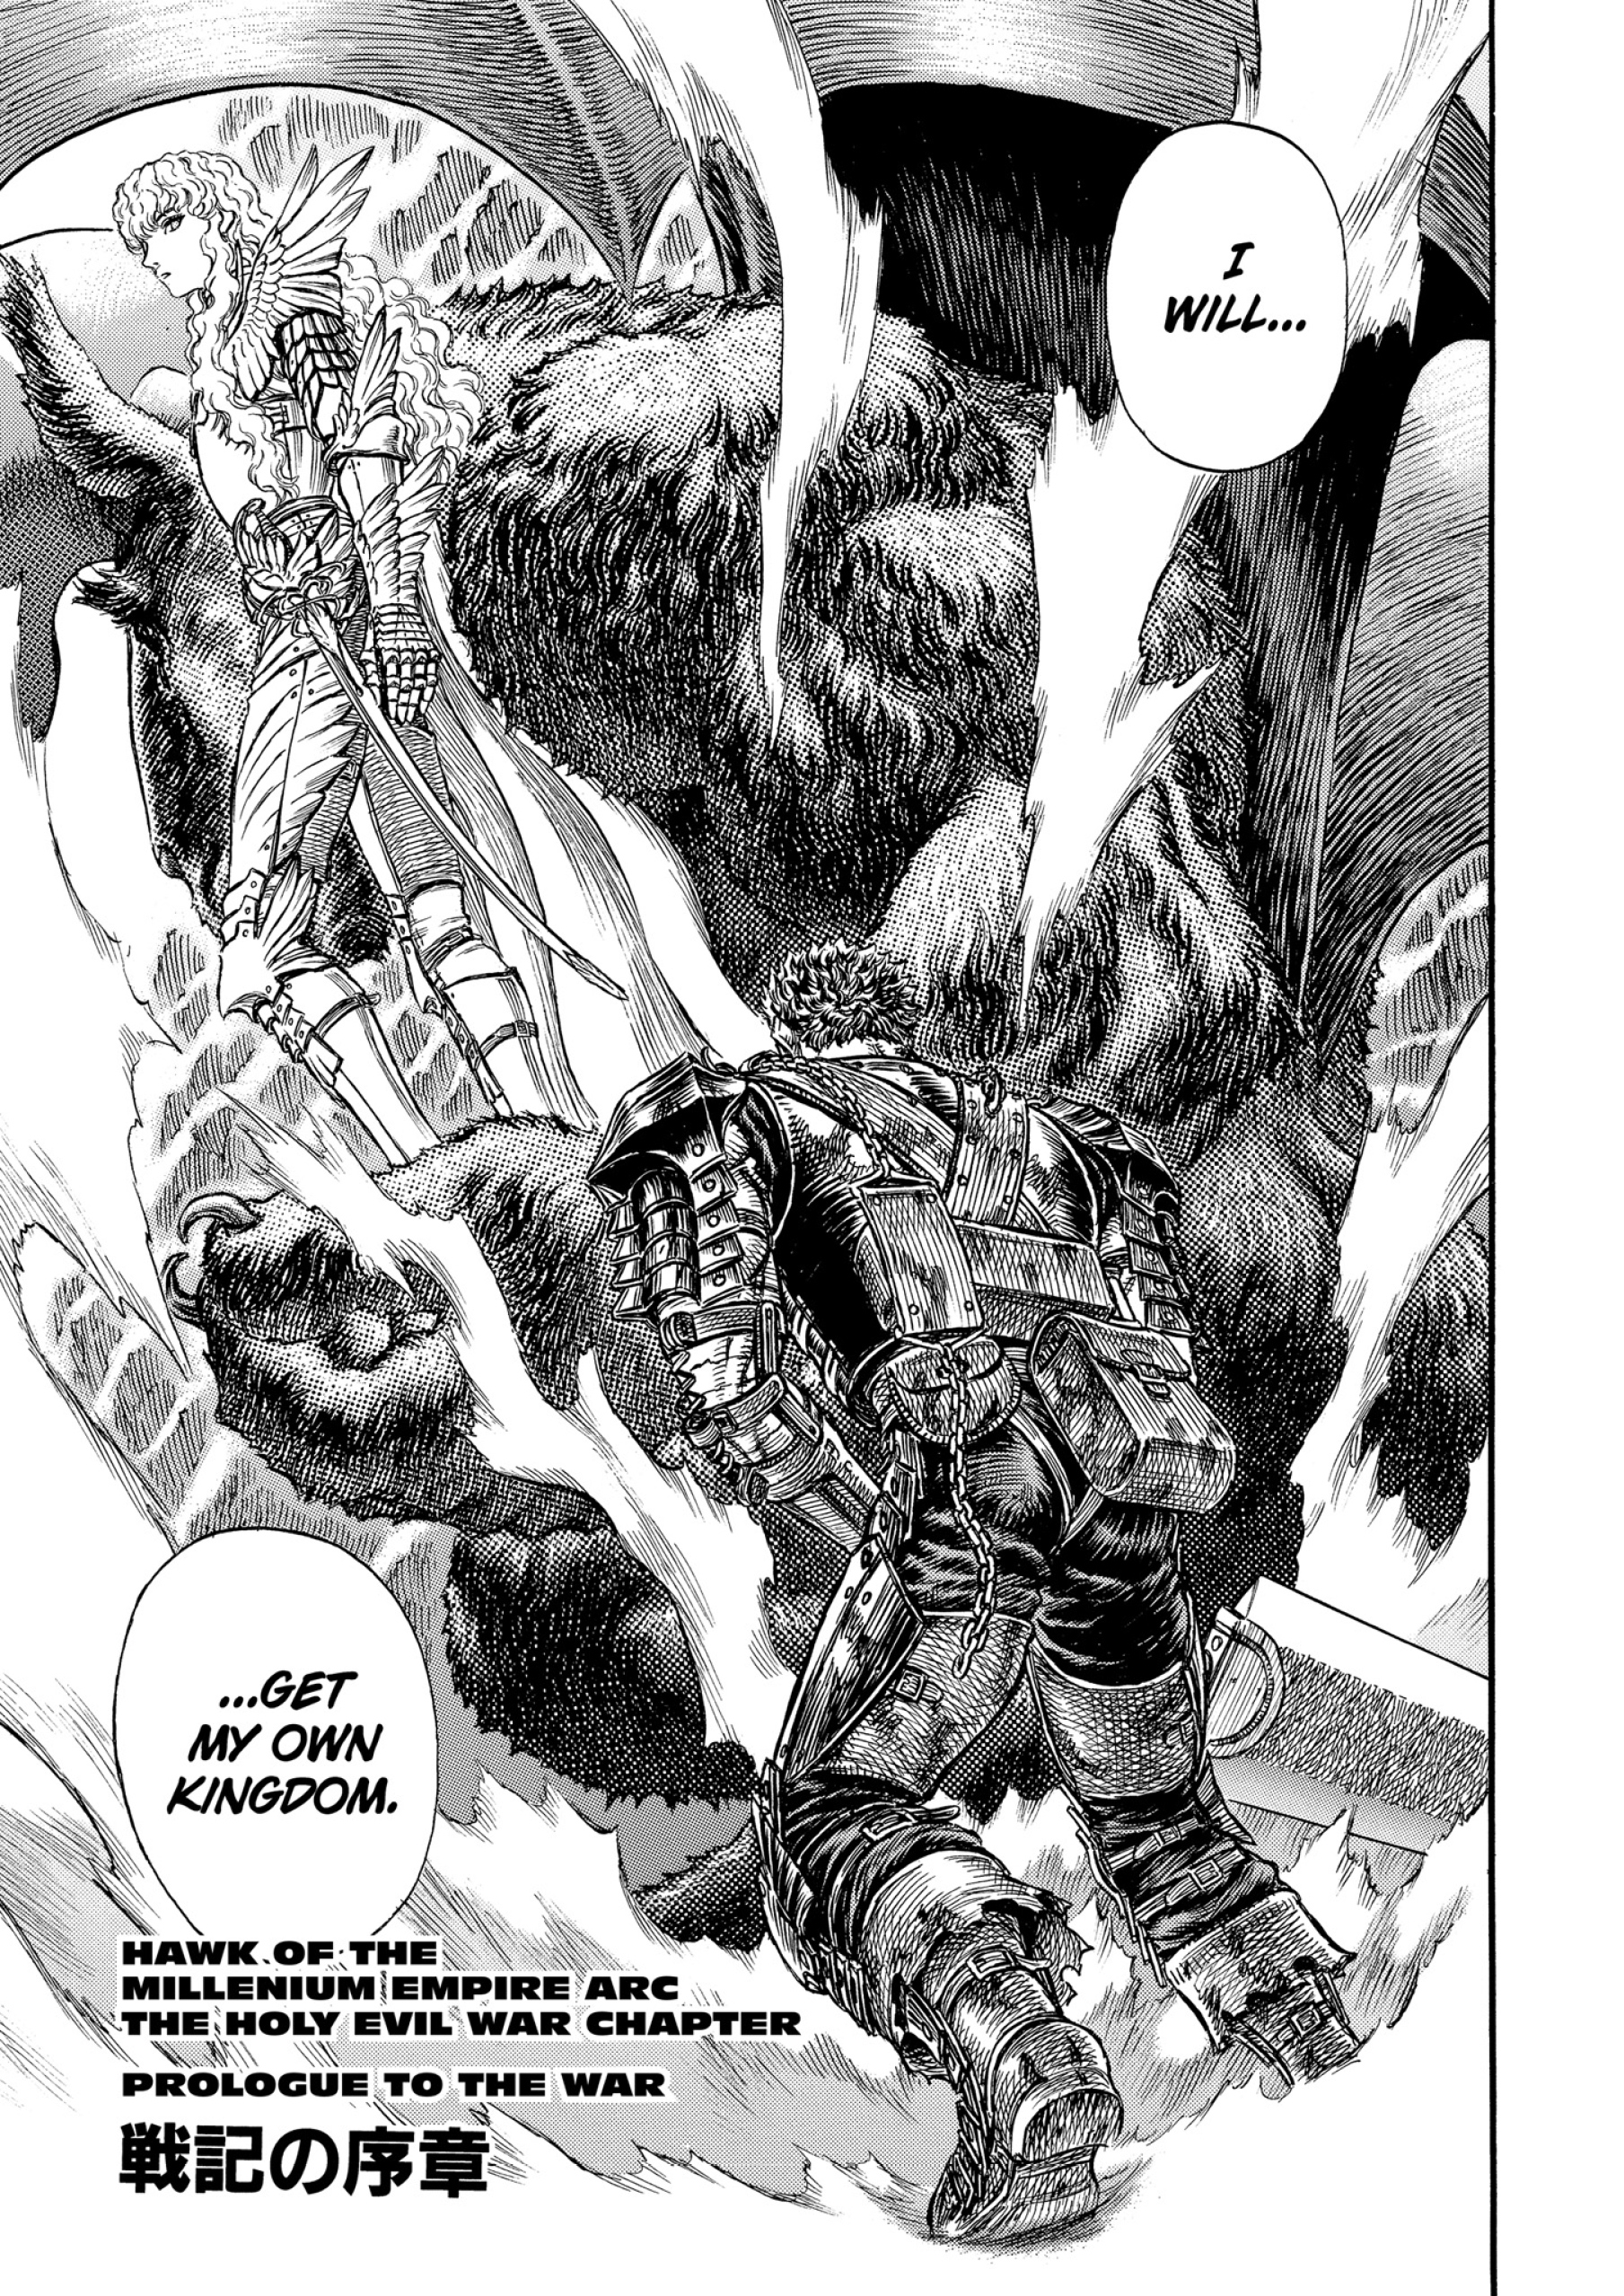 I
WILL...
...GET
MY OWN
KINGDOM.
HAWK OF THE
MILLENIUM EMPIRE ARC
THE HOLY EVIL WAR CHAPTER
PROLOGUE TO THE WAR
戦記の序章